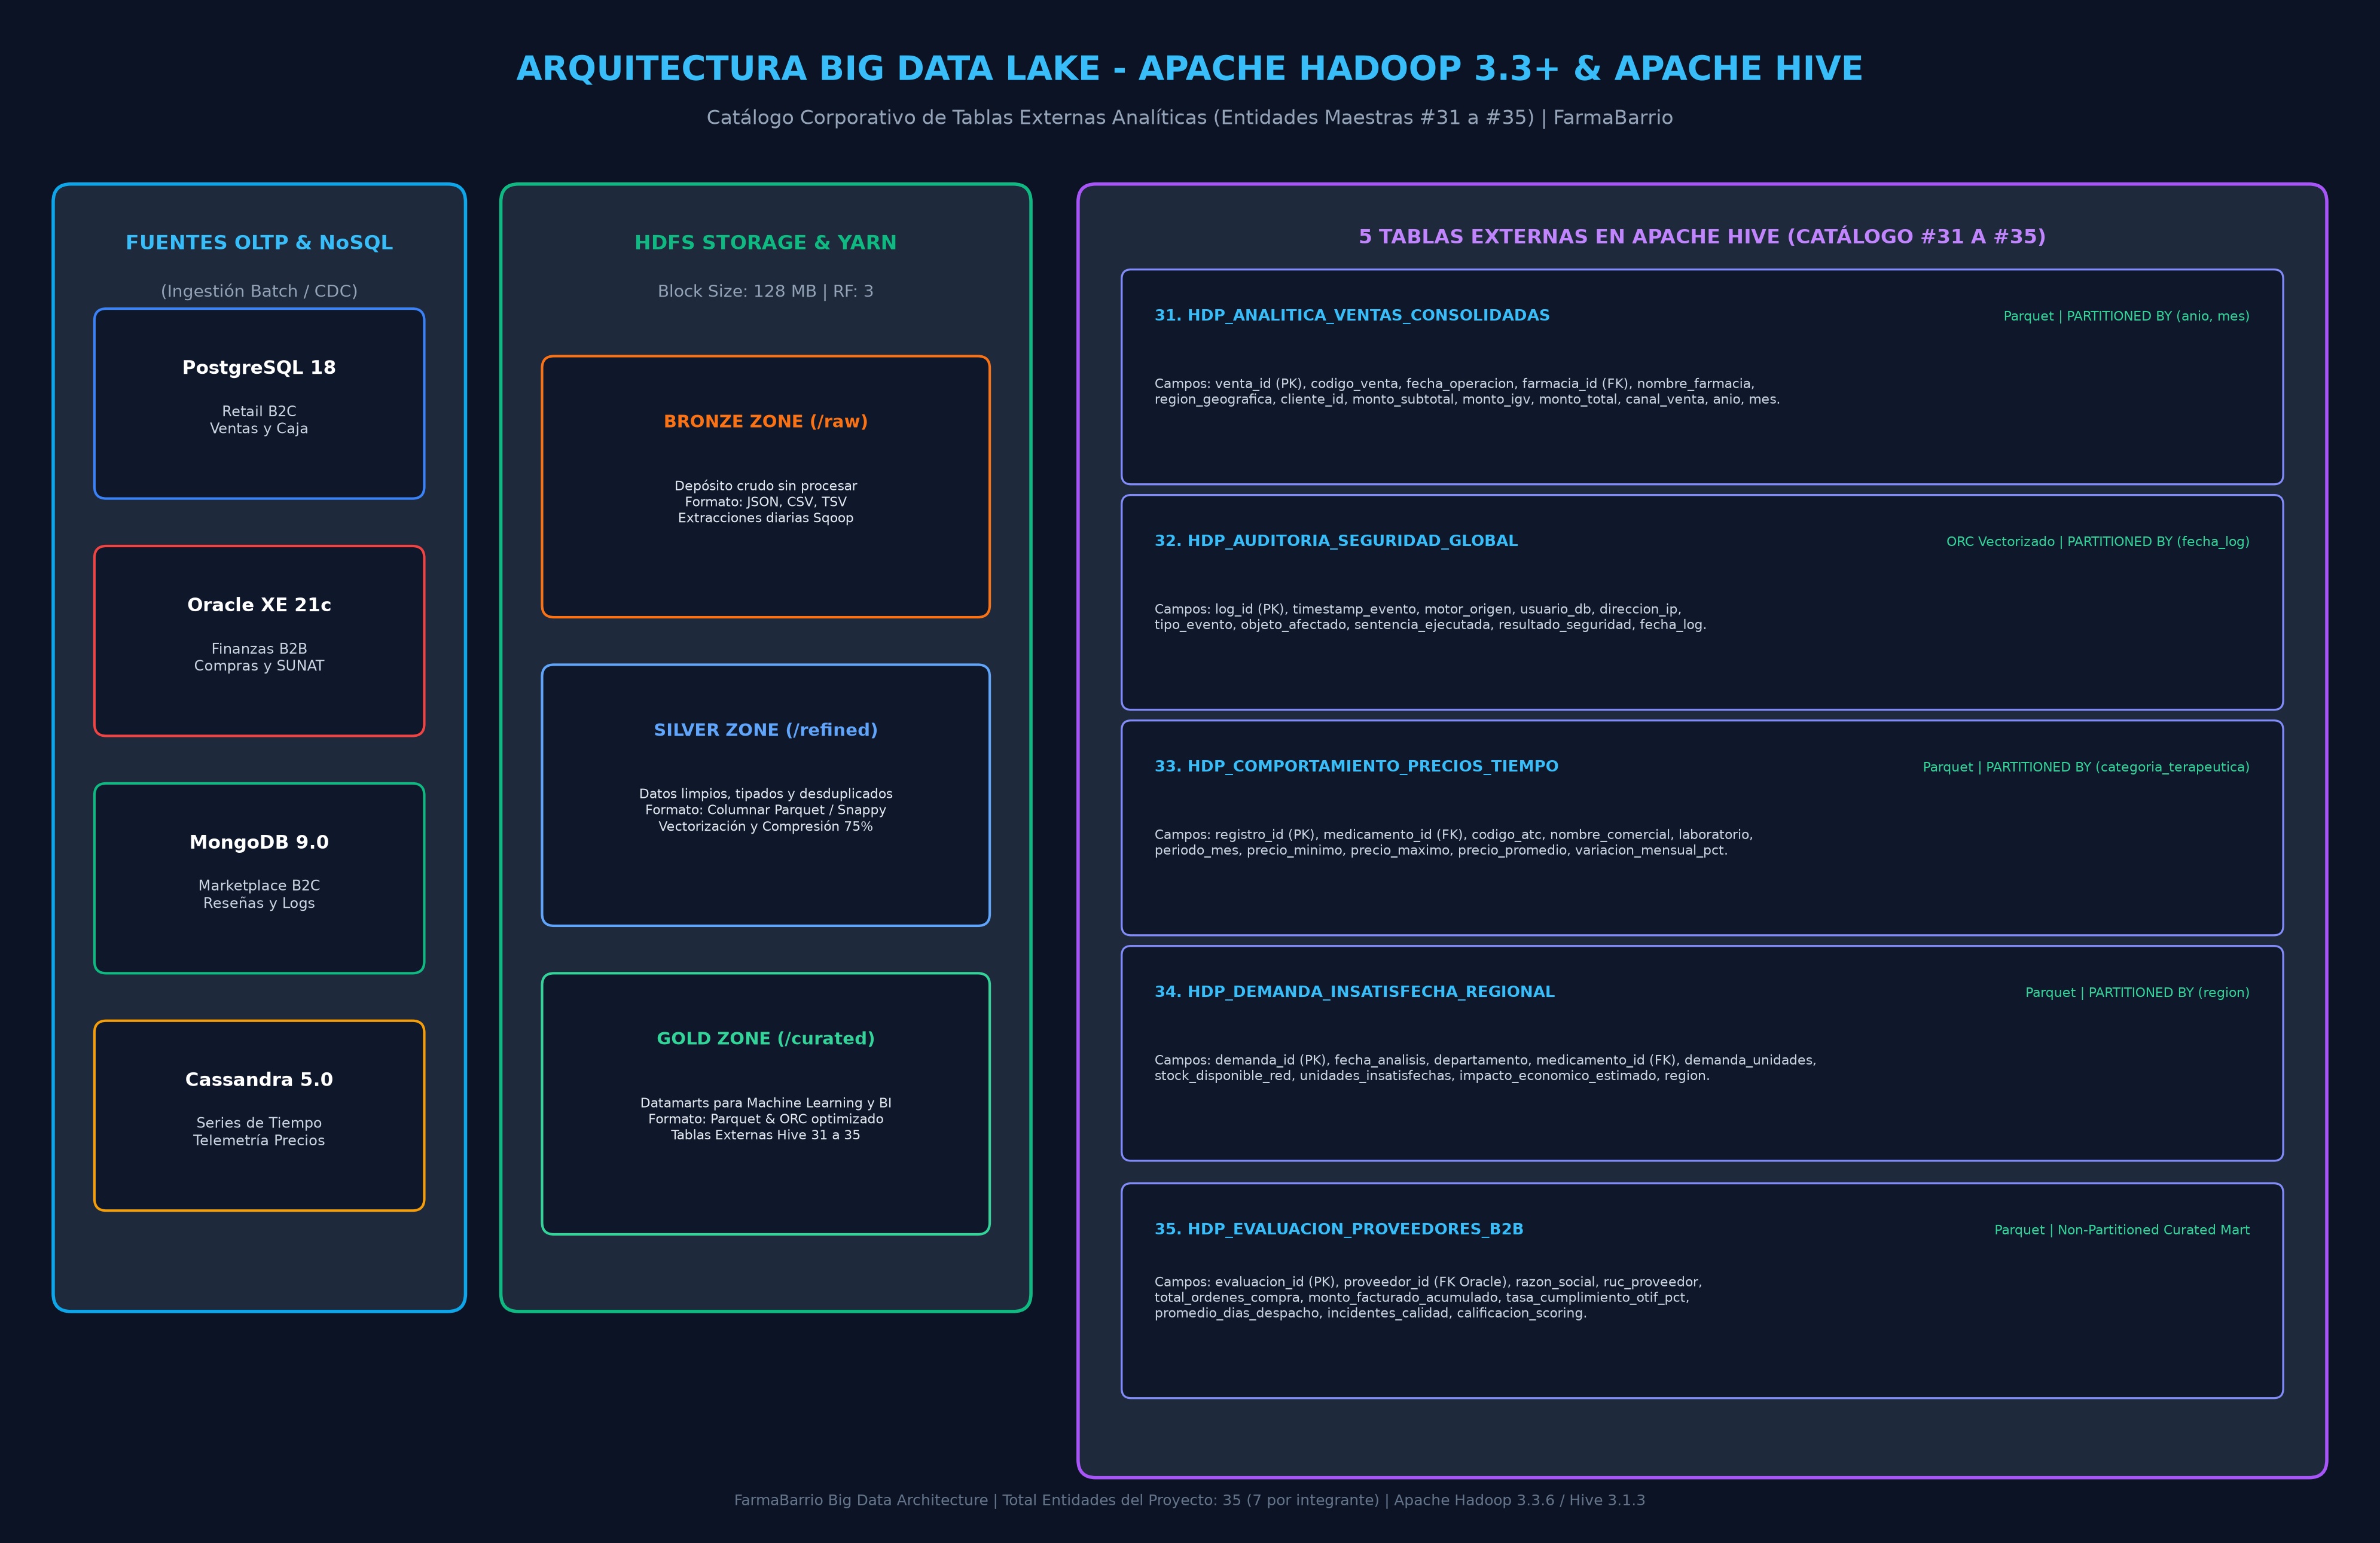 ARQUITECTURA BIG DATA LAKE - APACHE HADOOP 3.3+ & APACHE HIVE
Catálogo Corporativo de Tablas Externas Analíticas (Entidades Maestras #31 a #35) | FarmaBarrio
FUENTES OLTP & NoSQL
(Ingestión Batch / CDC)
PostgreSQL 18
Retail B2C
Ventas y Caja
Oracle XE 21c
Finanzas B2B
Compras y SUNAT
MongoDB 9.0
Marketplace B2C
Reseñas y Logs
Cassandra 5.0
Series de Tiempo
Telemetría Precios
HDFS STORAGE & YARN
Block Size: 128 MB | RF: 3
BRONZE ZONE (/raw)
Depósito crudo sin procesar
Formato: JSON, CSV, TSV
Extracciones diarias Sqoop
SILVER ZONE (/refined)
Datos limpios, tipados y desduplicados
Formato: Columnar Parquet / Snappy
Vectorización y Compresión 75%
GOLD ZONE (/curated)
Datamarts para Machine Learning y BI
Formato: Parquet & ORC optimizado
Tablas Externas Hive 31 a 35
5 TABLAS EXTERNAS EN APACHE HIVE (CATÁLOGO #31 A #35)
31. HDP_ANALITICA_VENTAS_CONSOLIDADAS
Parquet | PARTITIONED BY (anio, mes)
Campos: venta_id (PK), codigo_venta, fecha_operacion, farmacia_id (FK), nombre_farmacia,
region_geografica, cliente_id, monto_subtotal, monto_igv, monto_total, canal_venta, anio, mes.
32. HDP_AUDITORIA_SEGURIDAD_GLOBAL
ORC Vectorizado | PARTITIONED BY (fecha_log)
Campos: log_id (PK), timestamp_evento, motor_origen, usuario_db, direccion_ip,
tipo_evento, objeto_afectado, sentencia_ejecutada, resultado_seguridad, fecha_log.
33. HDP_COMPORTAMIENTO_PRECIOS_TIEMPO
Parquet | PARTITIONED BY (categoria_terapeutica)
Campos: registro_id (PK), medicamento_id (FK), codigo_atc, nombre_comercial, laboratorio,
periodo_mes, precio_minimo, precio_maximo, precio_promedio, variacion_mensual_pct.
34. HDP_DEMANDA_INSATISFECHA_REGIONAL
Parquet | PARTITIONED BY (region)
Campos: demanda_id (PK), fecha_analisis, departamento, medicamento_id (FK), demanda_unidades,
stock_disponible_red, unidades_insatisfechas, impacto_economico_estimado, region.
35. HDP_EVALUACION_PROVEEDORES_B2B
Parquet | Non-Partitioned Curated Mart
Campos: evaluacion_id (PK), proveedor_id (FK Oracle), razon_social, ruc_proveedor,
total_ordenes_compra, monto_facturado_acumulado, tasa_cumplimiento_otif_pct,
promedio_dias_despacho, incidentes_calidad, calificacion_scoring.
FarmaBarrio Big Data Architecture | Total Entidades del Proyecto: 35 (7 por integrante) | Apache Hadoop 3.3.6 / Hive 3.1.3